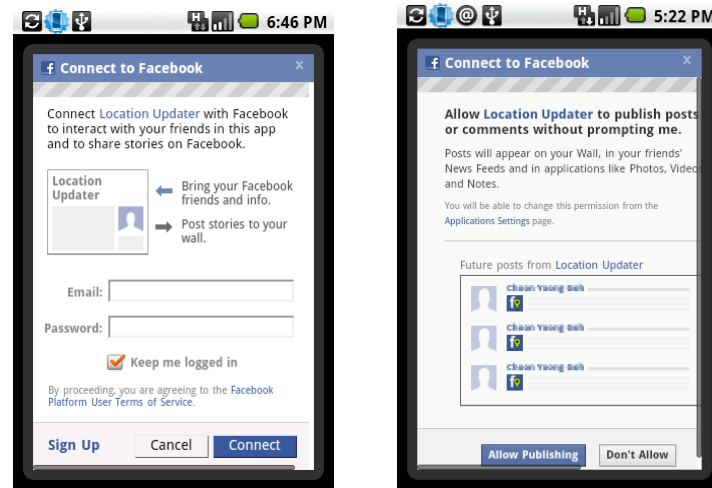 6:46 PM
Connect to Facebook x
Connect Location Updater with Facebook
to interact with your friends in this app
and to share stories on Facebook.
Location
Updater
Bring your Facebook
friends and info.
Post stories to your
wall.
Email:
Password:
Keep me logged in
By proceeding, you are agreeing to the Facebook
Platform User Terms of Service.
Sign Up Cancel Connect
5:22 PM
Connect to Facebook x
Allow Location Updater to publish posts
or comments without prompting me.
Posts will appear on your Wall, in your friends'
News Feeds and in applications like Photos, Videos
and Notes.
You will be able to change this permission from the
Applications Settings page.
Future posts from Location Updater
Allow Publishing Don't Allow